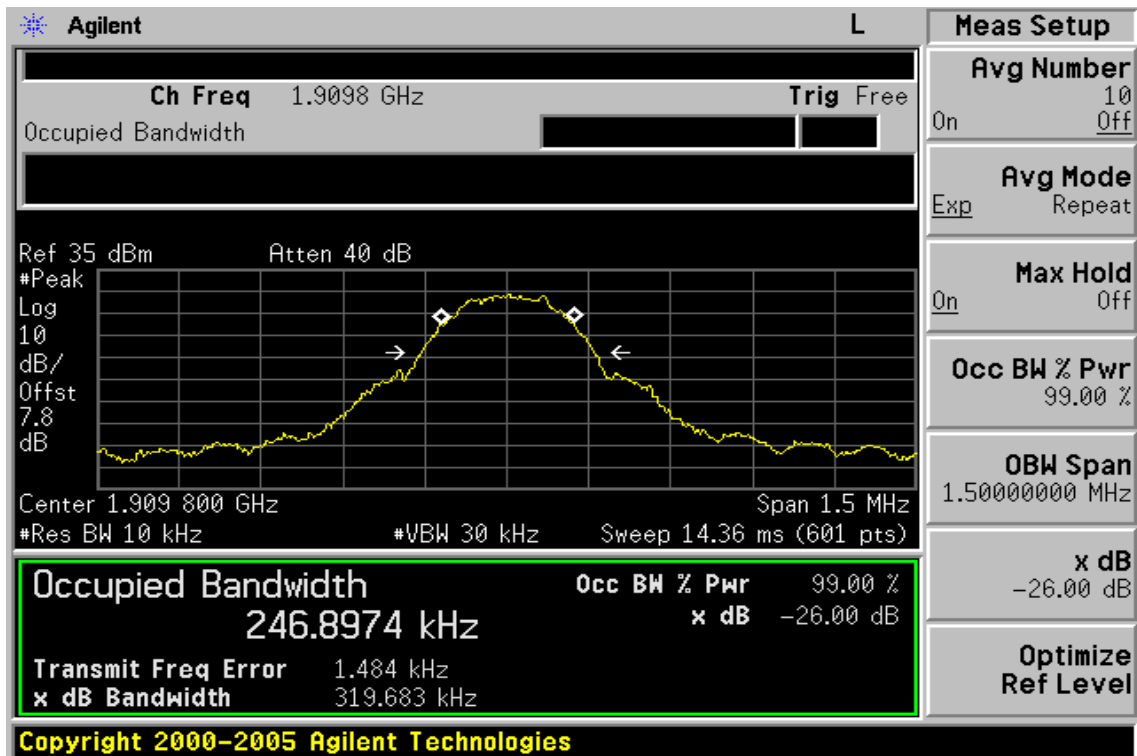 Agilent L
Ch Freq 1.9098 GHz Trig Free
Occupied Bandwidth
Ref 35 dBm Atten 40 dB
#Peak
Log
10
dB/
Offst
7.8
dB
Center 1.909 800 GHz Span 1.5 MHz
#Res BW 10 kHz #VBW 30 kHz Sweep 14.36 ms (601 pts)
Occupied Bandwidth Occ BW % Pwr 99.00 %
246.8974 kHz x dB -26.00 dB
Transmit Freq Error 1.484 kHz
x dB Bandwidth 319.683 kHz
Copyright 2000-2005 Agilent Technologies
Meas Setup
Avg Number
10
On Off
Avg Mode
Exp Repeat
Max Hold
On Off
Occ BW % Pwr
99.00 %
OBW Span
1.50000000 MHz
x dB
-26.00 dB
Optimize
Ref Level